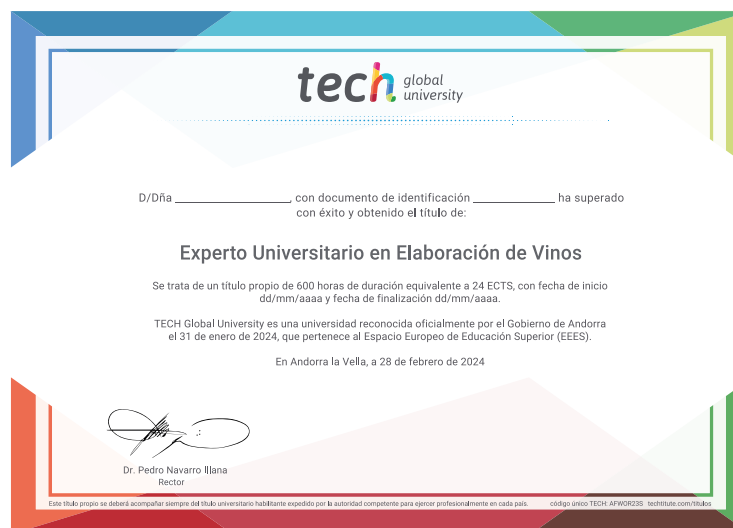 tech global university
D/Dña ______________________, con documento de identificación ________________ ha superado
con éxito y obtenido el título de:
Experto Universitario en Elaboración de Vinos
Se trata de un título propio de 600 horas de duración equivalente a 24 ECTS, con fecha de inicio
dd/mm/aaaa y fecha de finalización dd/mm/aaaa.
TECH Global University es una universidad reconocida oficialmente por el Gobierno de Andorra
el 31 de enero de 2024, que pertenece al Espacio Europeo de Educación Superior (EEES).
En Andorra la Vella, a 28 de febrero de 2024
Dr. Pedro Navarro Illana
Rector
Este título propio se deberá acompañar siempre del título universitario habilitante expedido por la autoridad competente para ejercer profesionalmente en cada país. código único TECH: AFWOR23S techtitute.com/titulos